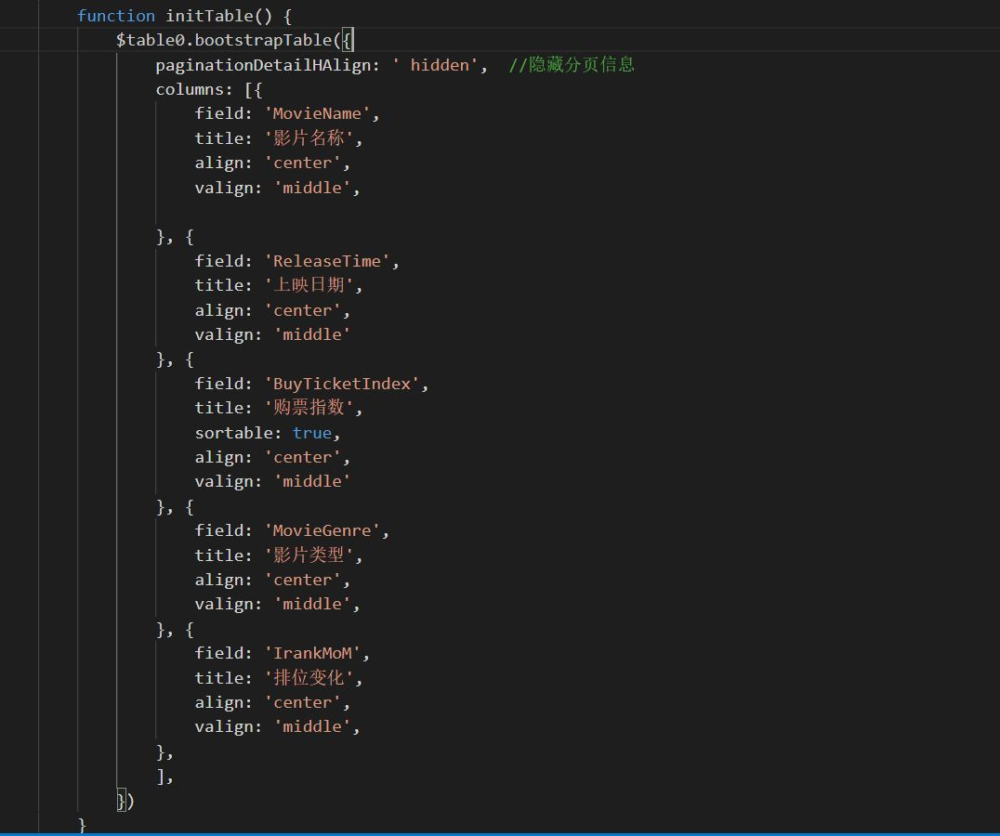 function initTable() {
$table0.bootstrapTable({
paginationDetailHAlign: ' hidden',  //隐藏分页信息
columns: [{
field: 'MovieName',
title: '影片名称',
align: 'center',
valign: 'middle',
}, {
field: 'ReleaseTime',
title: '上映日期',
align: 'center',
valign: 'middle'
}, {
field: 'BuyTicketIndex',
title: '购票指数',
sortable: true,
align: 'center',
valign: 'middle'
}, {
field: 'MovieGenre',
title: '影片类型',
align: 'center',
valign: 'middle',
}, {
field: 'IrankMoM',
title: '排位变化',
align: 'center',
valign: 'middle',
},
],
})
}